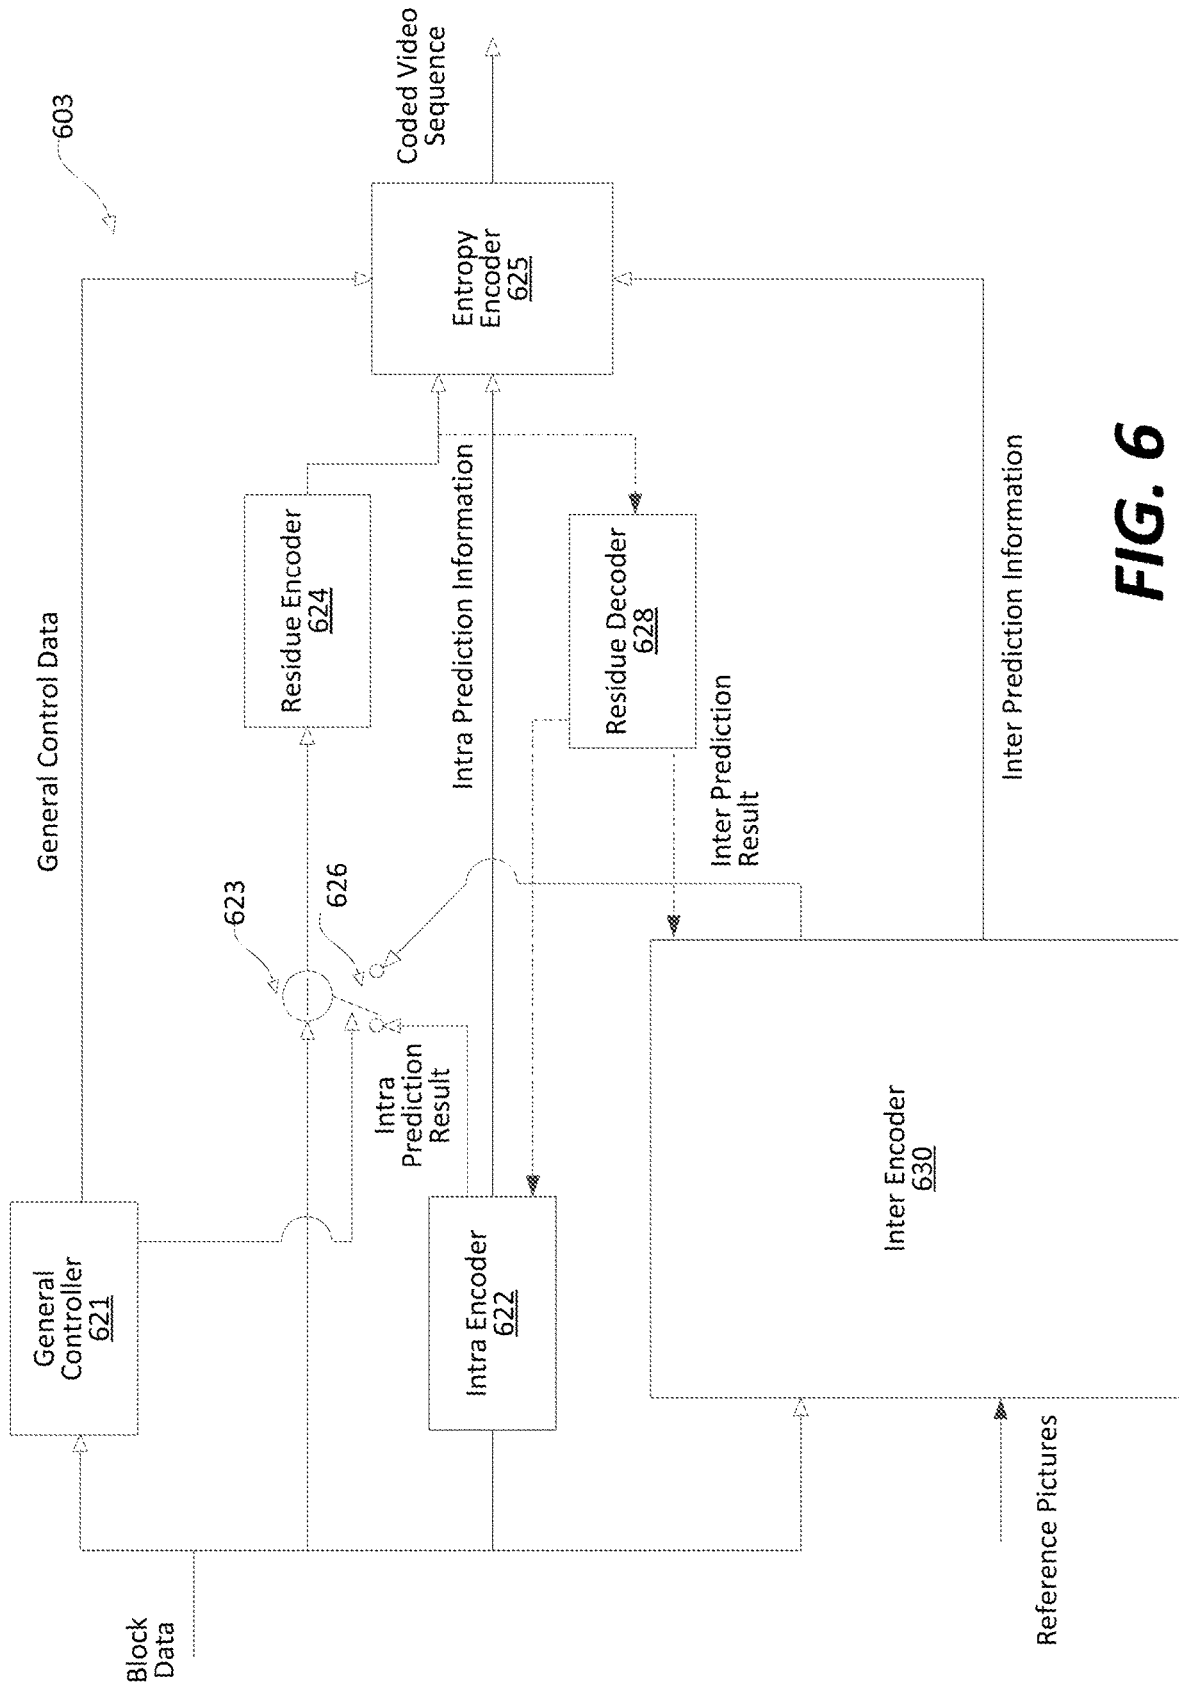 603
General Control Data
Coded Video
Sequence
General
Controller
621
623
Residue Encoder
624
Entropy
Encoder
625
626
Block
Data
Intra
Prediction
Result
Intra Prediction Information
Intra Encoder
622
Residue Decoder
628
Inter Prediction
Result
Inter Encoder
630
Reference Pictures
Inter Prediction Information
FIG. 6